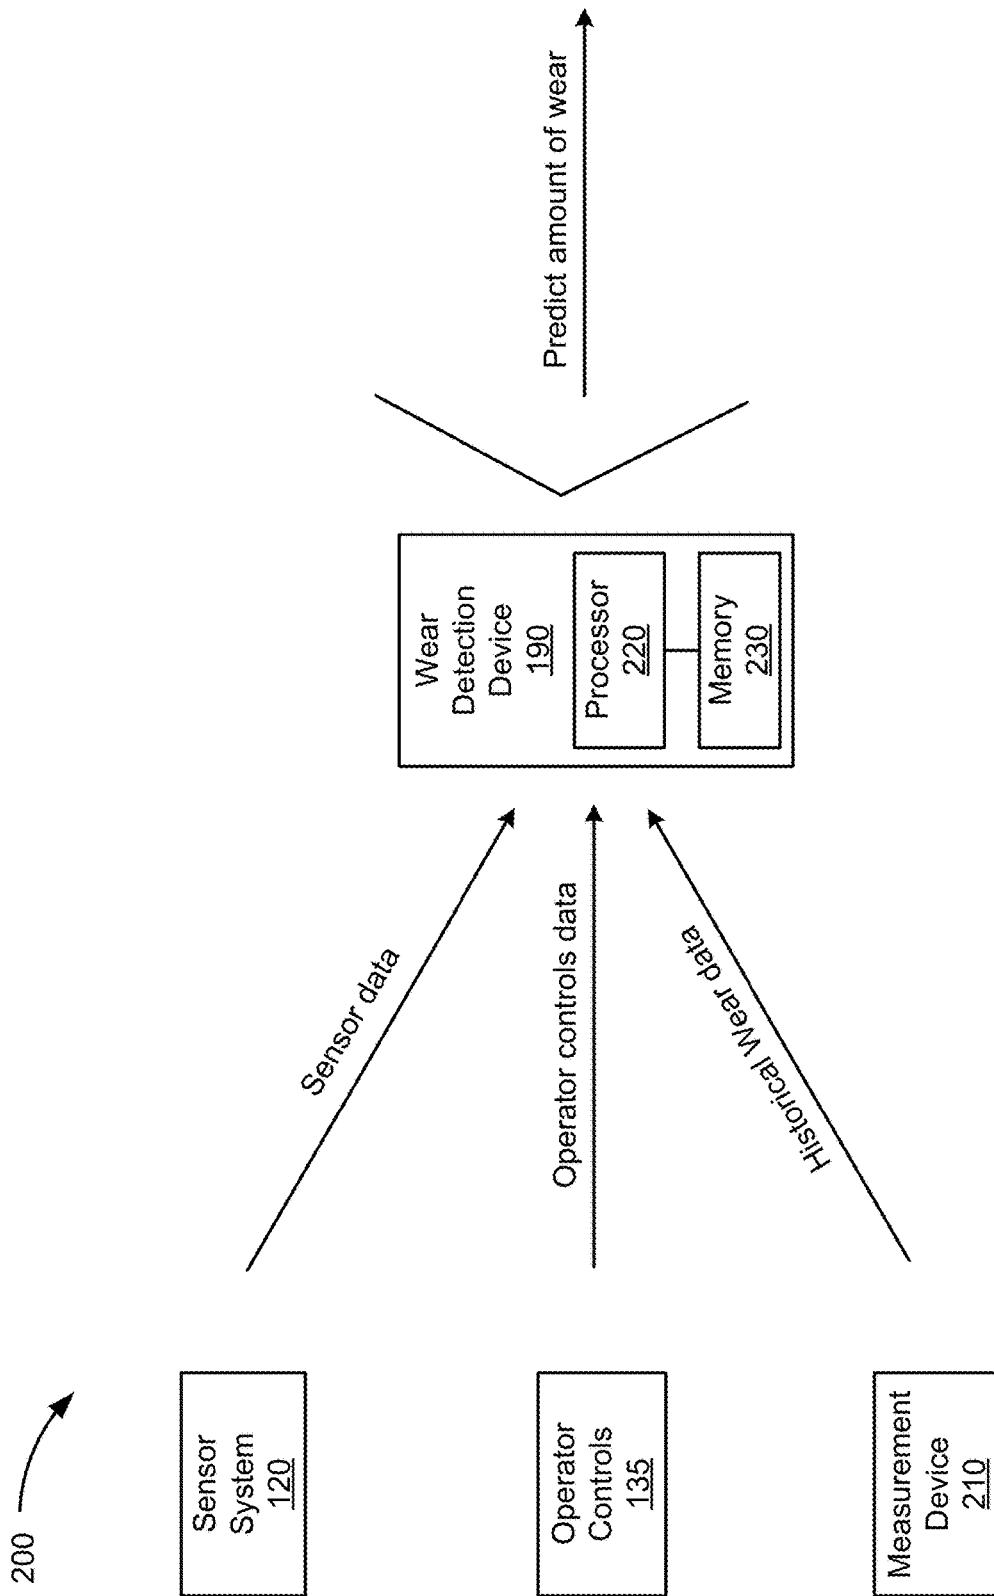 200
Sensor
System
120
Operator
Controls
135
Measurement
Device
210
Sensor data
Operator controls data
Historical Wear data
Wear
Detection
Device
190
Processor
220
Memory
230
Predict amount of wear